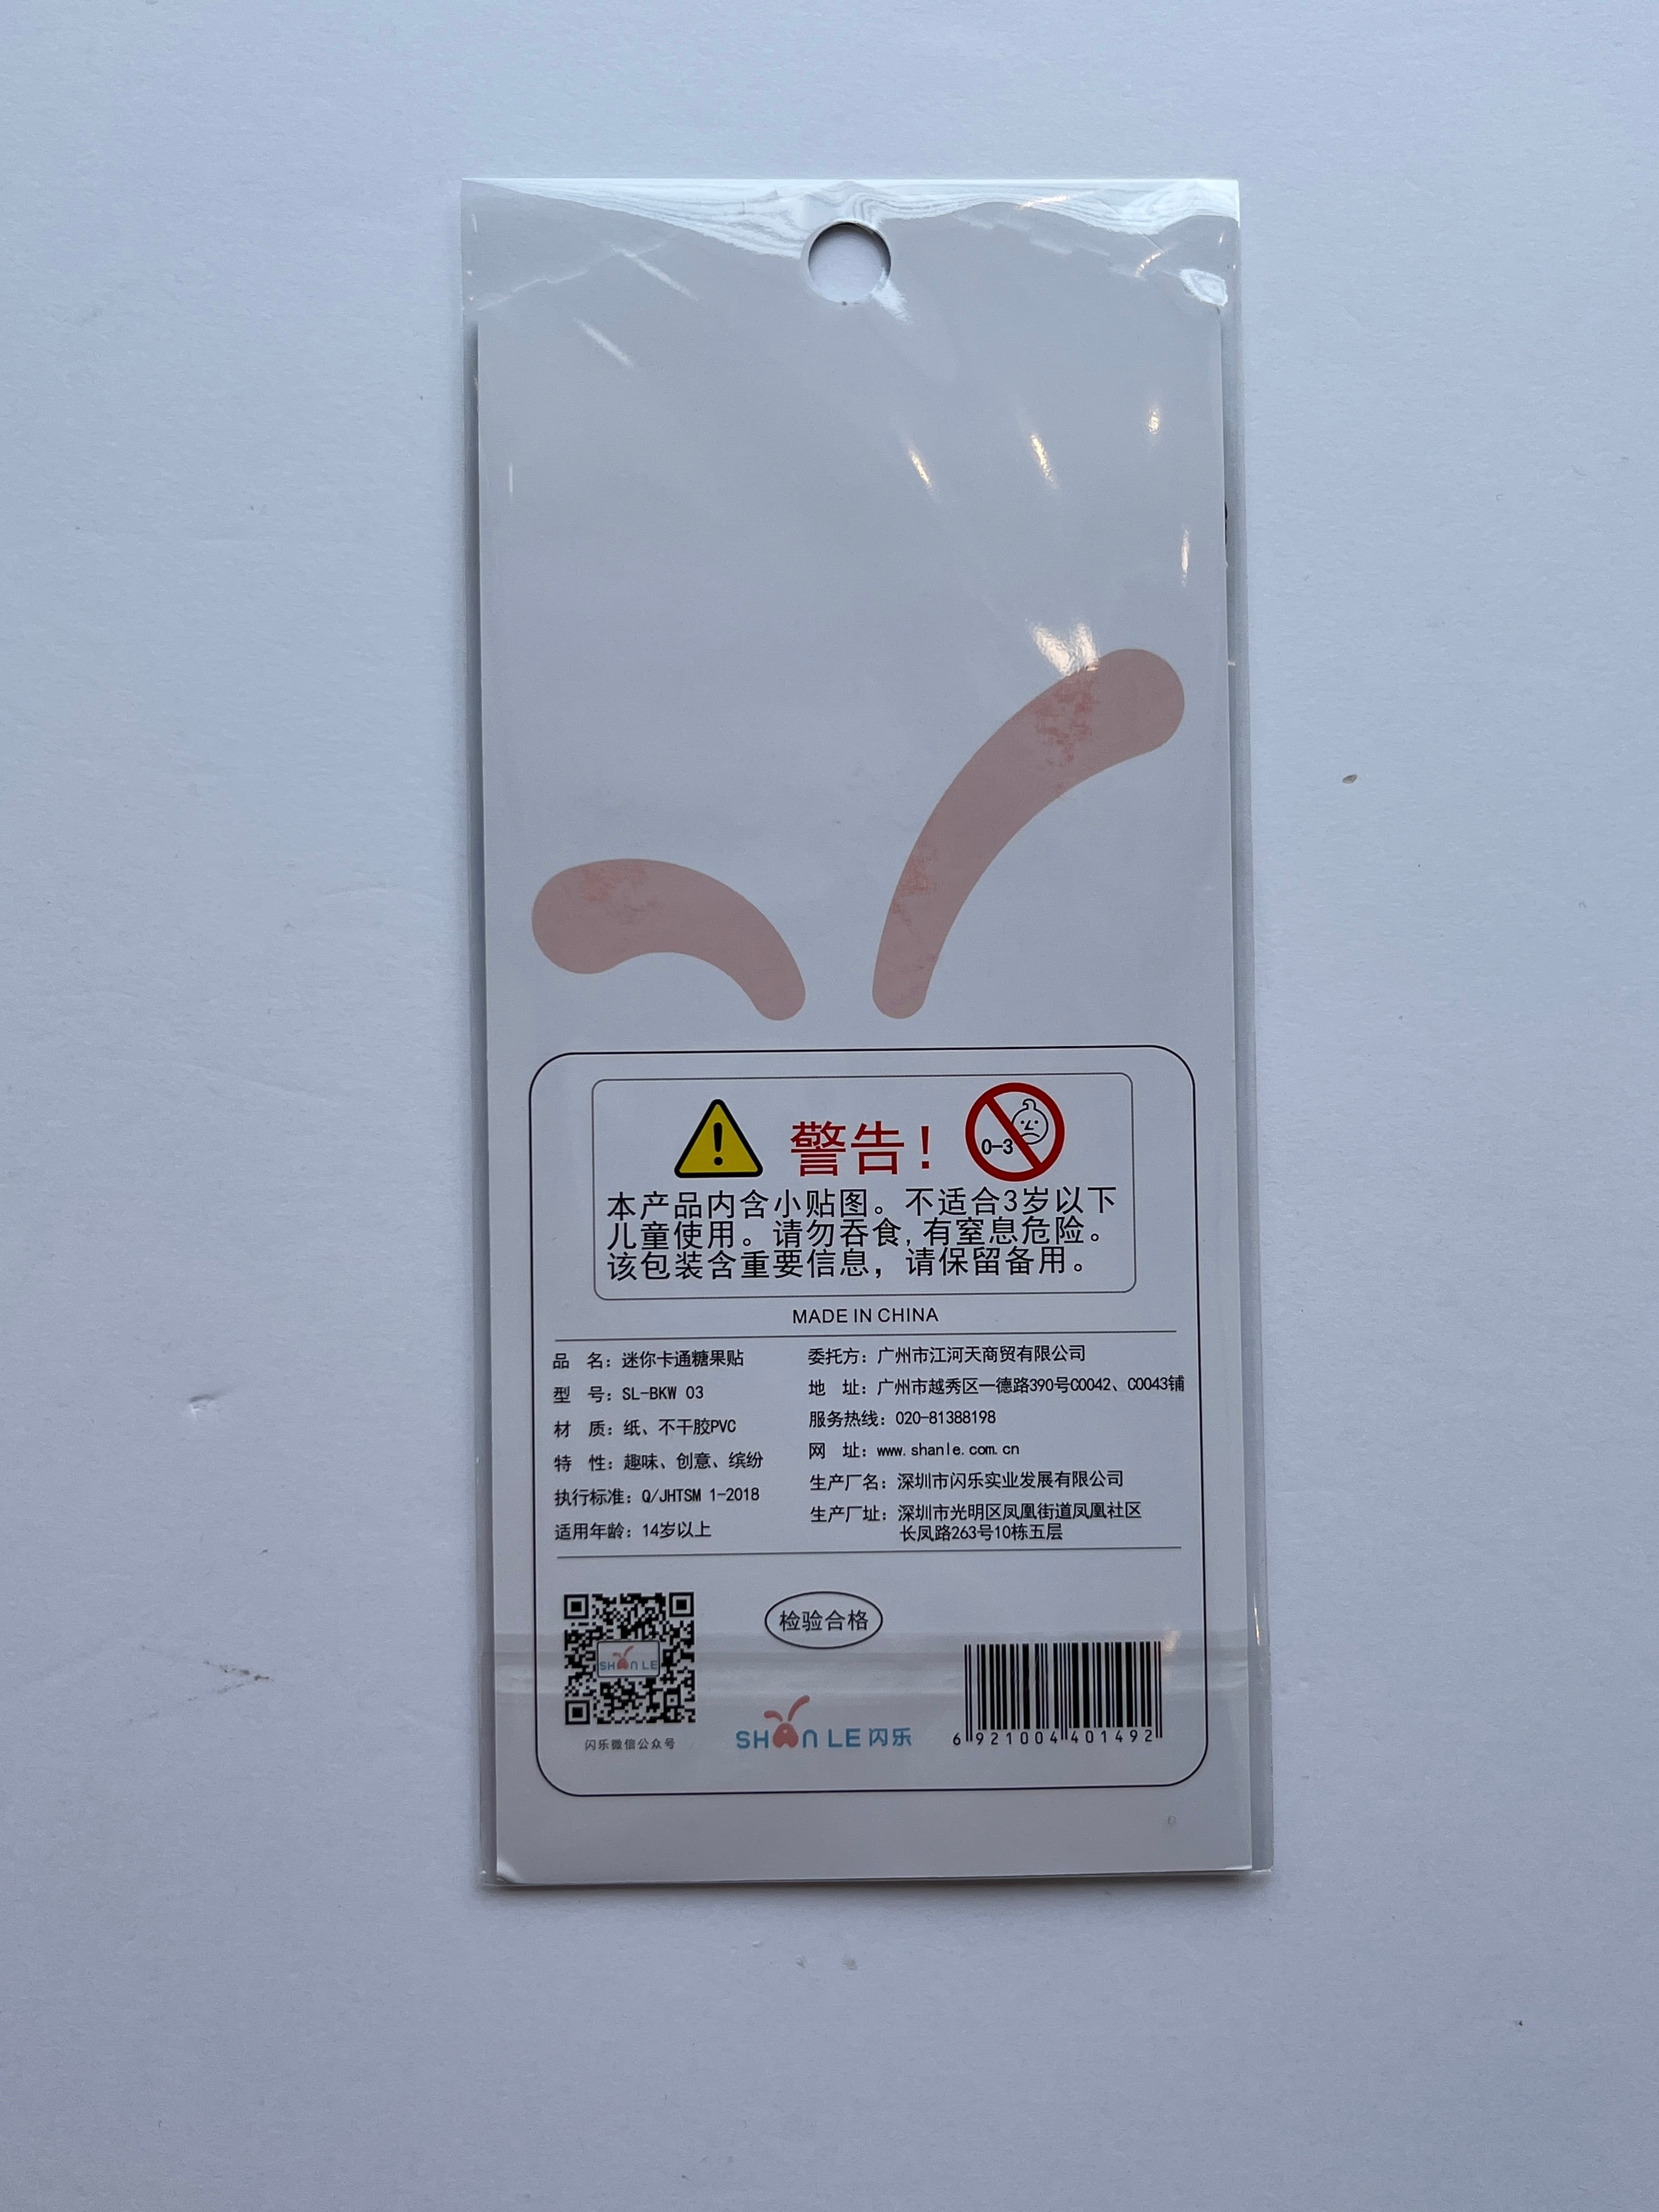 警告！
0-3
本产品内含小贴图。不适合3岁以下
儿童使用。请勿吞食,有窒息危险。
该包装含重要信息，请保留备用。
MADE IN CHINA
品 名：迷你卡通糖果贴
型 号：SL-BKW 03
材 质：纸、不干胶PVC
特 性：趣味、创意、缤纷
执行标准：Q/JHTSM 1-2018
适用年龄：14岁以上
委托方：广州市江河天商贸有限公司
地 址：广州市越秀区一德路390号C0042、C0043铺
服务热线：020-81388198
网 址：www.shanle.com.cn
生产厂名：深圳市闪乐实业发展有限公司
生产厂址：深圳市光明区凤凰街道凤凰社区
长凤路263号10栋五层
SHAN LE
闪乐微信公众号
检验合格
SHAN LE 闪乐
6 921004 401492